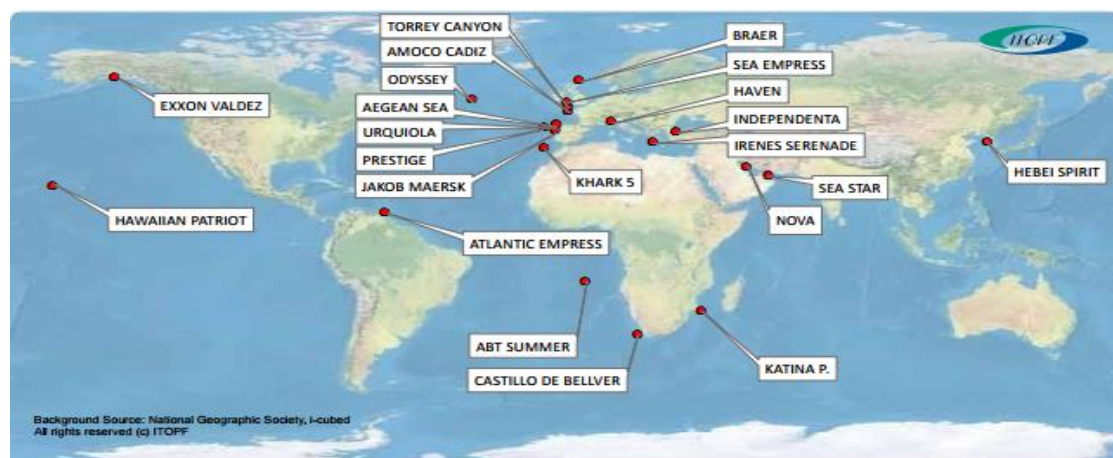 TORREY CANYON
AMOCO CADIZ
ODYSSEY
AEGEAN SEA
URQUIOLA
PRESTIGE
JAKOB MAERSK
EXXON VALDEZ
HAWAIIAN PATRIOT
BRAER
SEA EMPRESS
HAVEN
INDEPENDENTA
IRENES SERENADE
KHARK 5
SEA STAR
NOVA
HEBEI SPIRIT
ATLANTIC EMPRESS
ABT SUMMER
CASTILLO DE BELLVER
KATINA P.
ITOPF
Background Source: National Geographic Society, i-cubed
All rights reserved (c) ITOPF